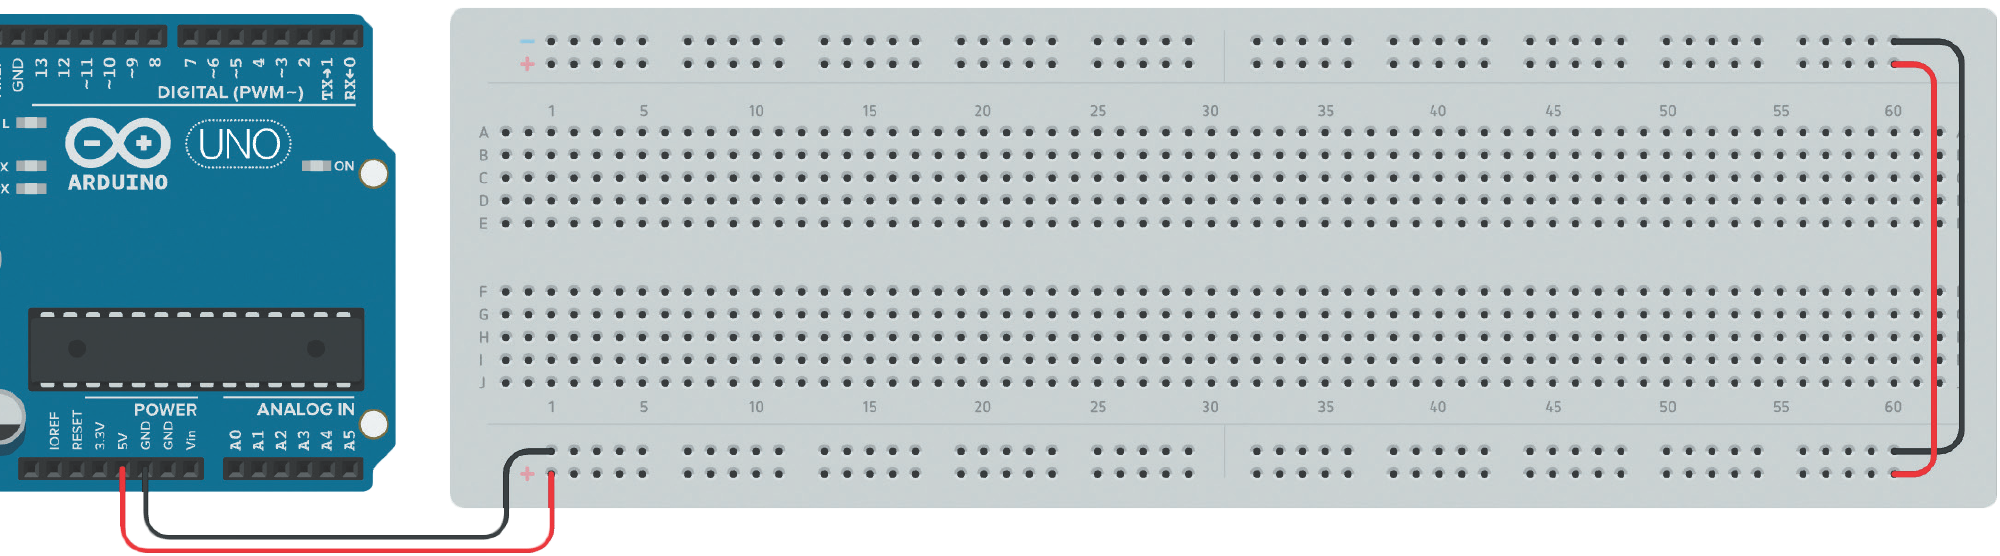 GND
13
12
~11
~10
~9
8
7
~6
~5
4
~3
2
TX→1
RX←0
DIGITAL (PWM~)
L
X
X
UNO
ARDUINO
ON
POWER
ANALOG IN
IOREF
RESET
3.3V
5V
GND
GND
Vin
A0
A1
A2
A3
A4
A5
−
+
1 5 10 15 20 25 30 35 40 45 50 55 60
A
B
C
D
E
F
G
H
I
J
1 5 10 15 20 25 30 35 40 45 50 55 60
+